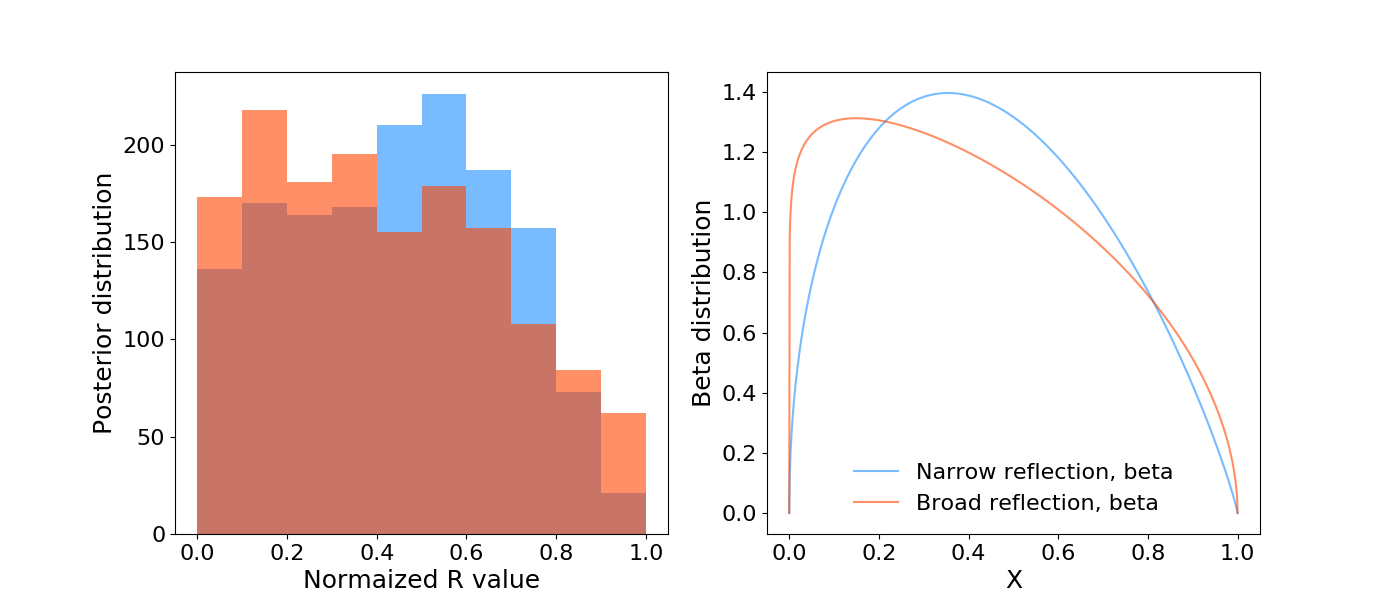 Posterior distribution
200
150
100
50
0
0.0 0.2 0.4 0.6 0.8 1.0
Normaized R value
Beta distribution
1.4
1.2
1.0
0.8
0.6
0.4
0.2
0.0
Narrow reflection, beta
Broad reflection, beta
0.0 0.2 0.4 0.6 0.8 1.0
X